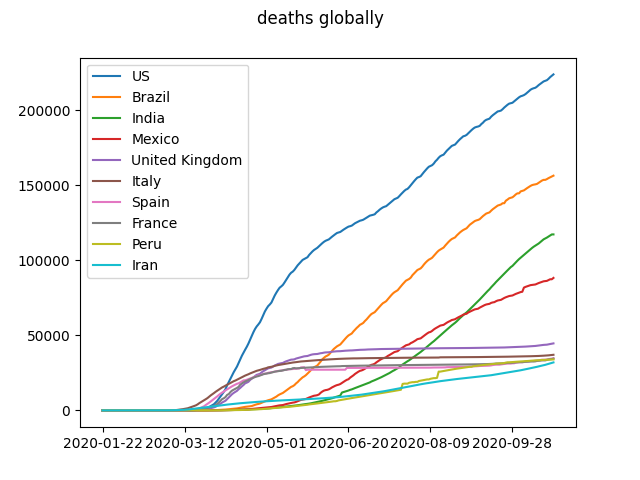 deaths globally
US
Brazil
India
Mexico
United Kingdom
Italy
Spain
France
Peru
Iran
200000
150000
100000
50000
0
2020-01-22 2020-03-12 2020-05-01 2020-06-20 2020-08-09 2020-09-28